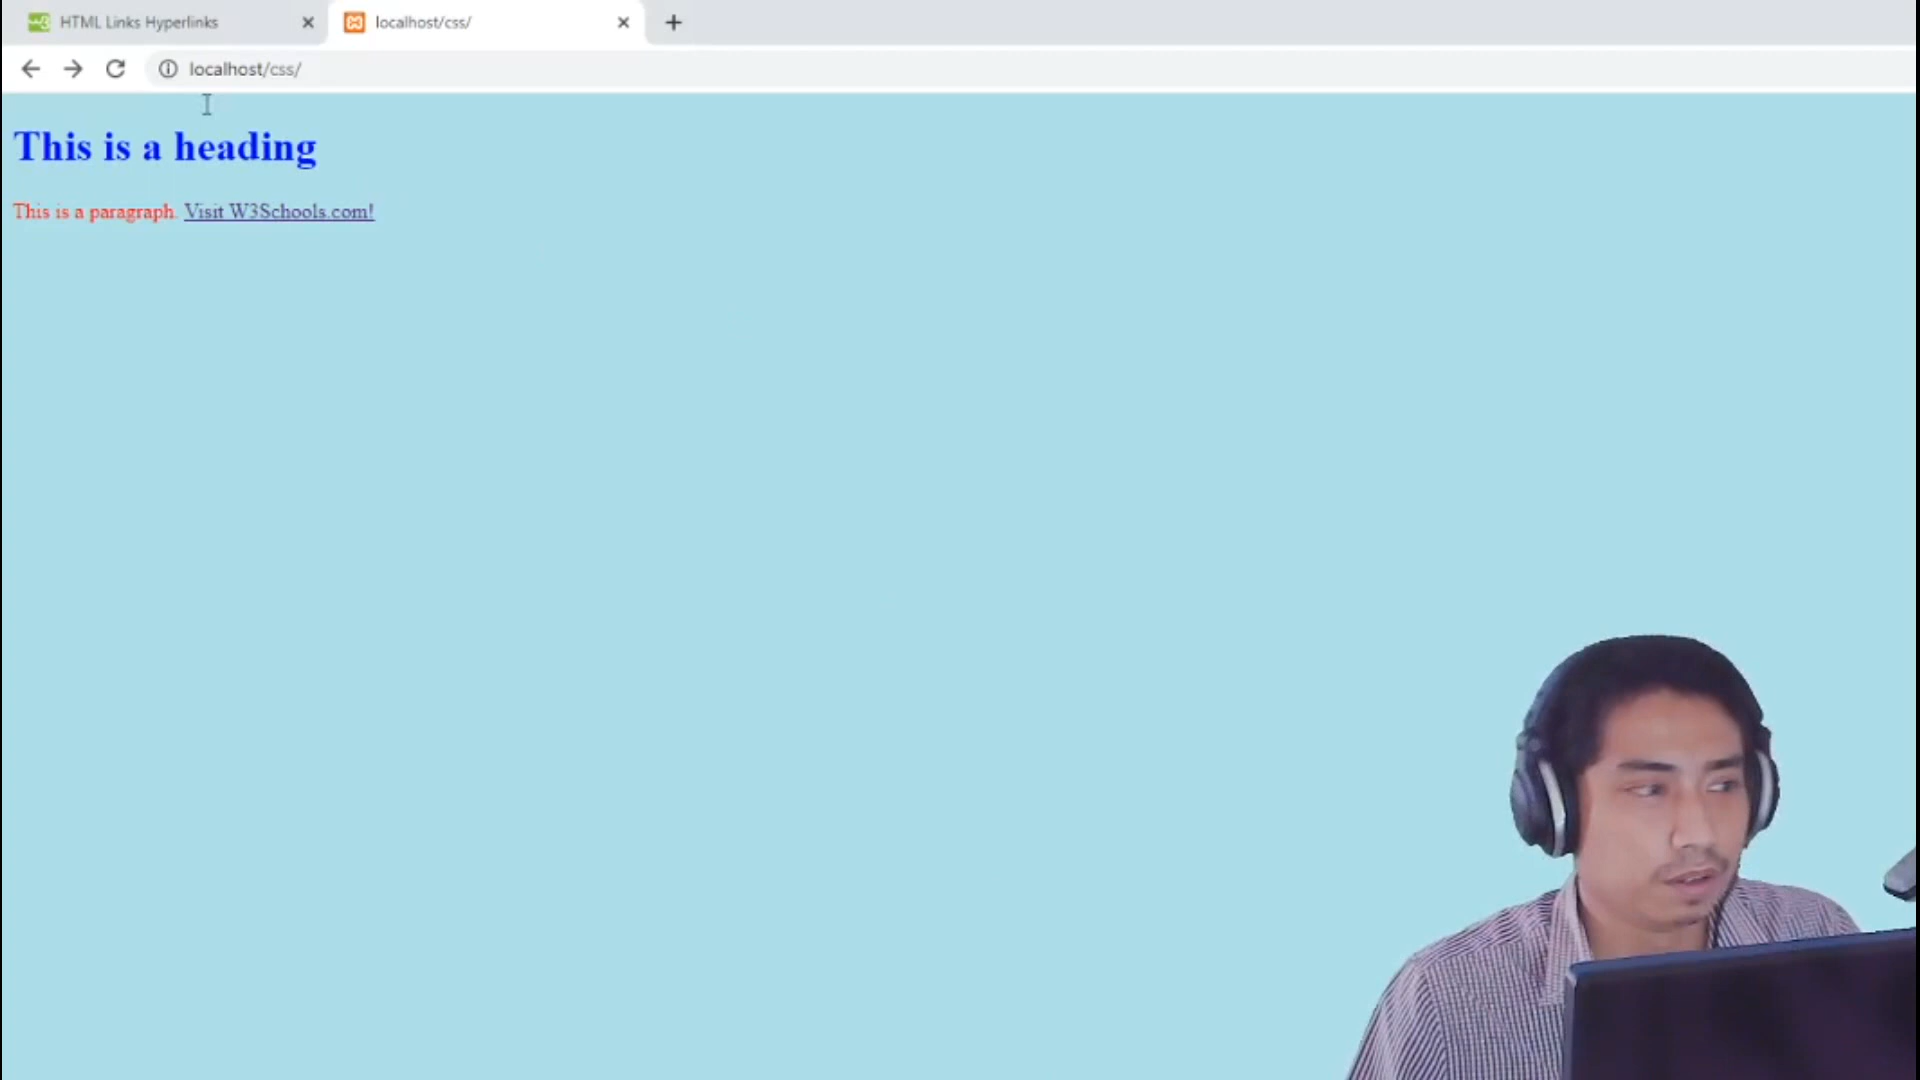 HTML Links Hyperlinks
localhost/css/
localhost/css/
This is a heading
This is a paragraph. Visit W3Schools.com!